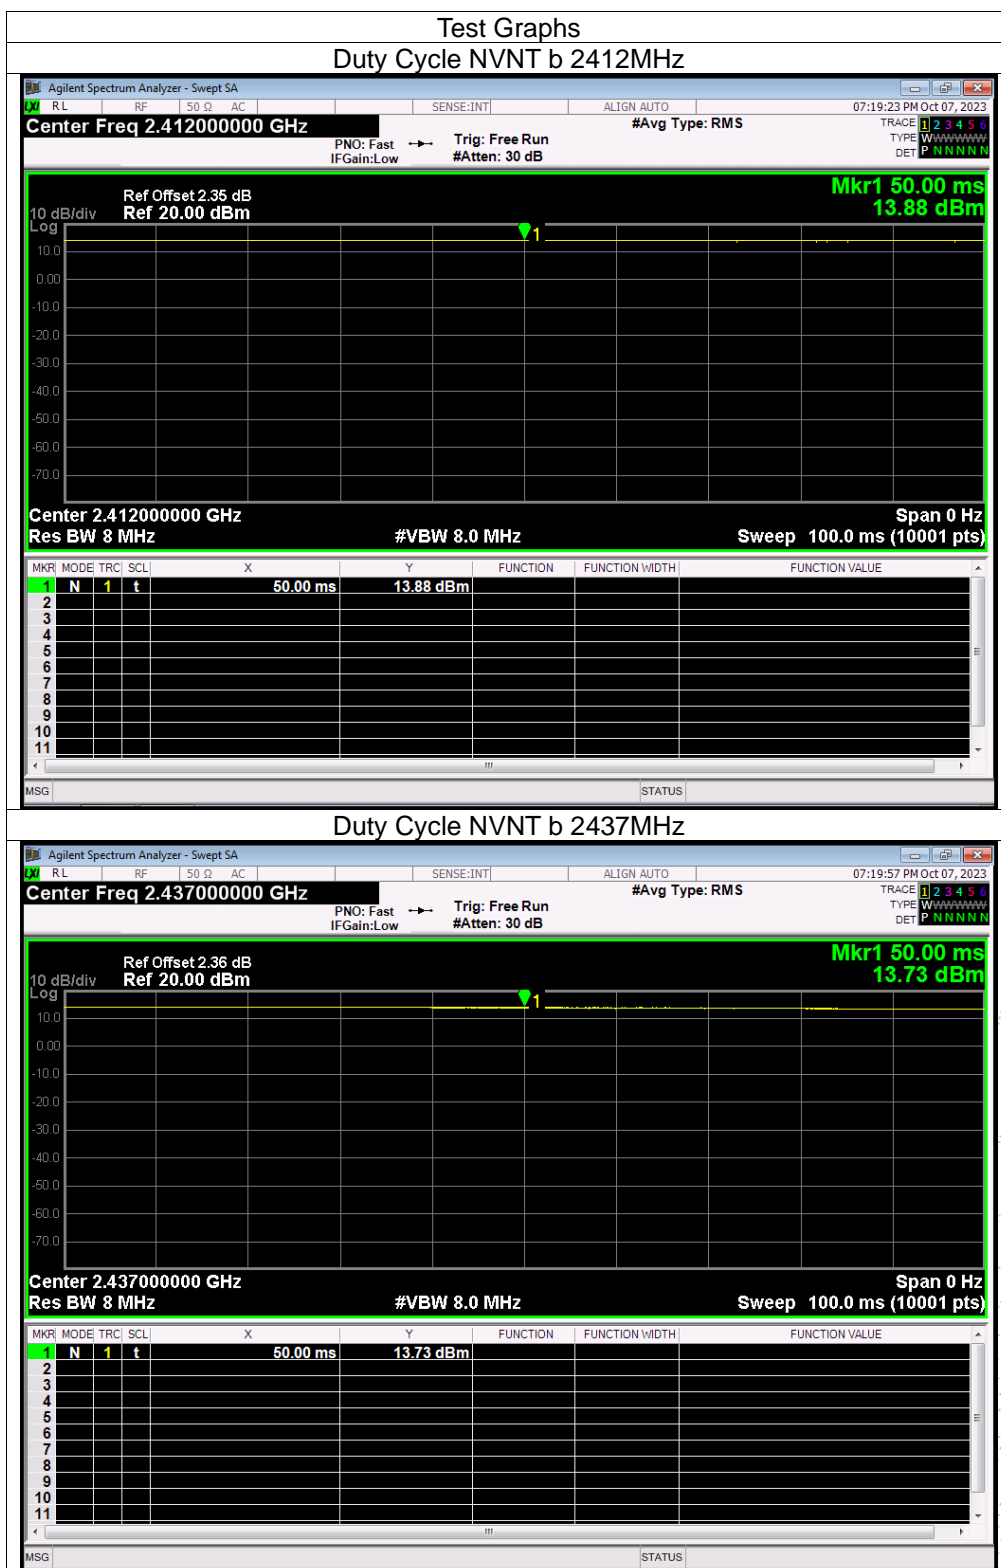 Test Graphs
Duty Cycle NVNT b 2412MHz
Agilent Spectrum Analyzer - Swept SA
LXI RL RF 50 Ω AC SENSE:INT ALIGN AUTO 07:19:23 PM Oct 07, 2023
Center Freq 2.412000000 GHz #Avg Type: RMS TRACE 1 2 3 4 5 6
PNO: Fast Trig: Free Run TYPE WWWWWW
IFGain:Low #Atten: 30 dB DET P N N N N N
Mkr1 50.00 ms
Ref Offset 2.35 dB
10 dB/div Ref 20.00 dBm 13.88 dBm
Log
1
10.0
0.00
-10.0
-20.0
-30.0
-40.0
-50.0
-60.0
-70.0
Center 2.412000000 GHz Span 0 Hz
Res BW 8 MHz #VBW 8.0 MHz Sweep 100.0 ms (10001 pts)
MKR MODE TRC SCL X Y FUNCTION FUNCTION WIDTH FUNCTION VALUE
1 N 1 t 50.00 ms 13.88 dBm
2
3
4
5
6
7
8
9
10
11
MSG STATUS
Duty Cycle NVNT b 2437MHz
Agilent Spectrum Analyzer - Swept SA
LXI RL RF 50 Ω AC SENSE:INT ALIGN AUTO 07:19:57 PM Oct 07, 2023
Center Freq 2.437000000 GHz #Avg Type: RMS TRACE 1 2 3 4 5 6
PNO: Fast Trig: Free Run TYPE WWWWWW
IFGain:Low #Atten: 30 dB DET P N N N N N
Mkr1 50.00 ms
Ref Offset 2.36 dB
10 dB/div Ref 20.00 dBm 13.73 dBm
Log
1
10.0
0.00
-10.0
-20.0
-30.0
-40.0
-50.0
-60.0
-70.0
Center 2.437000000 GHz Span 0 Hz
Res BW 8 MHz #VBW 8.0 MHz Sweep 100.0 ms (10001 pts)
MKR MODE TRC SCL X Y FUNCTION FUNCTION WIDTH FUNCTION VALUE
1 N 1 t 50.00 ms 13.73 dBm
2
3
4
5
6
7
8
9
10
11
MSG STATUS